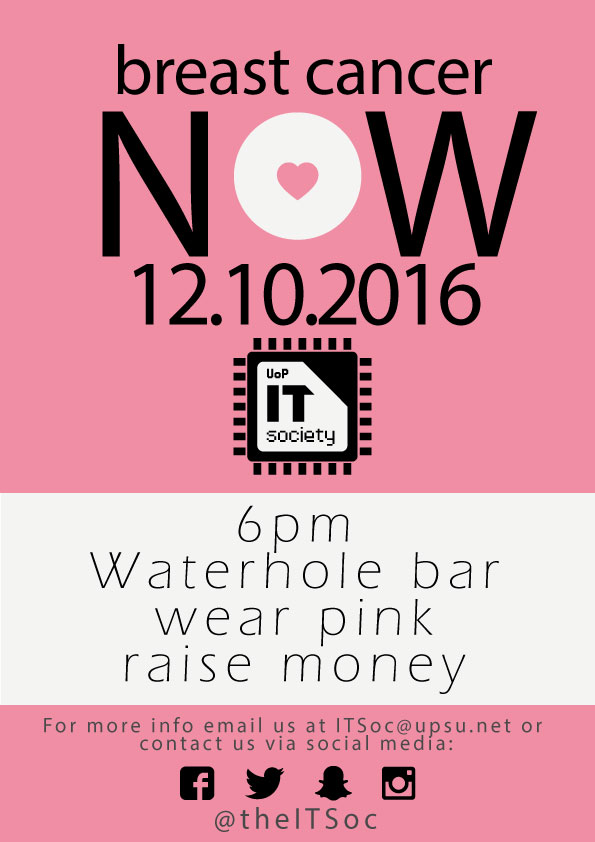 breast cancer
NOW
12.10.2016
UoP
IT
society
6pm
Waterhole bar
wear pink
raise money
For more info email us at ITSoc@upsu.net or
contact us via social media:
@theITSoc